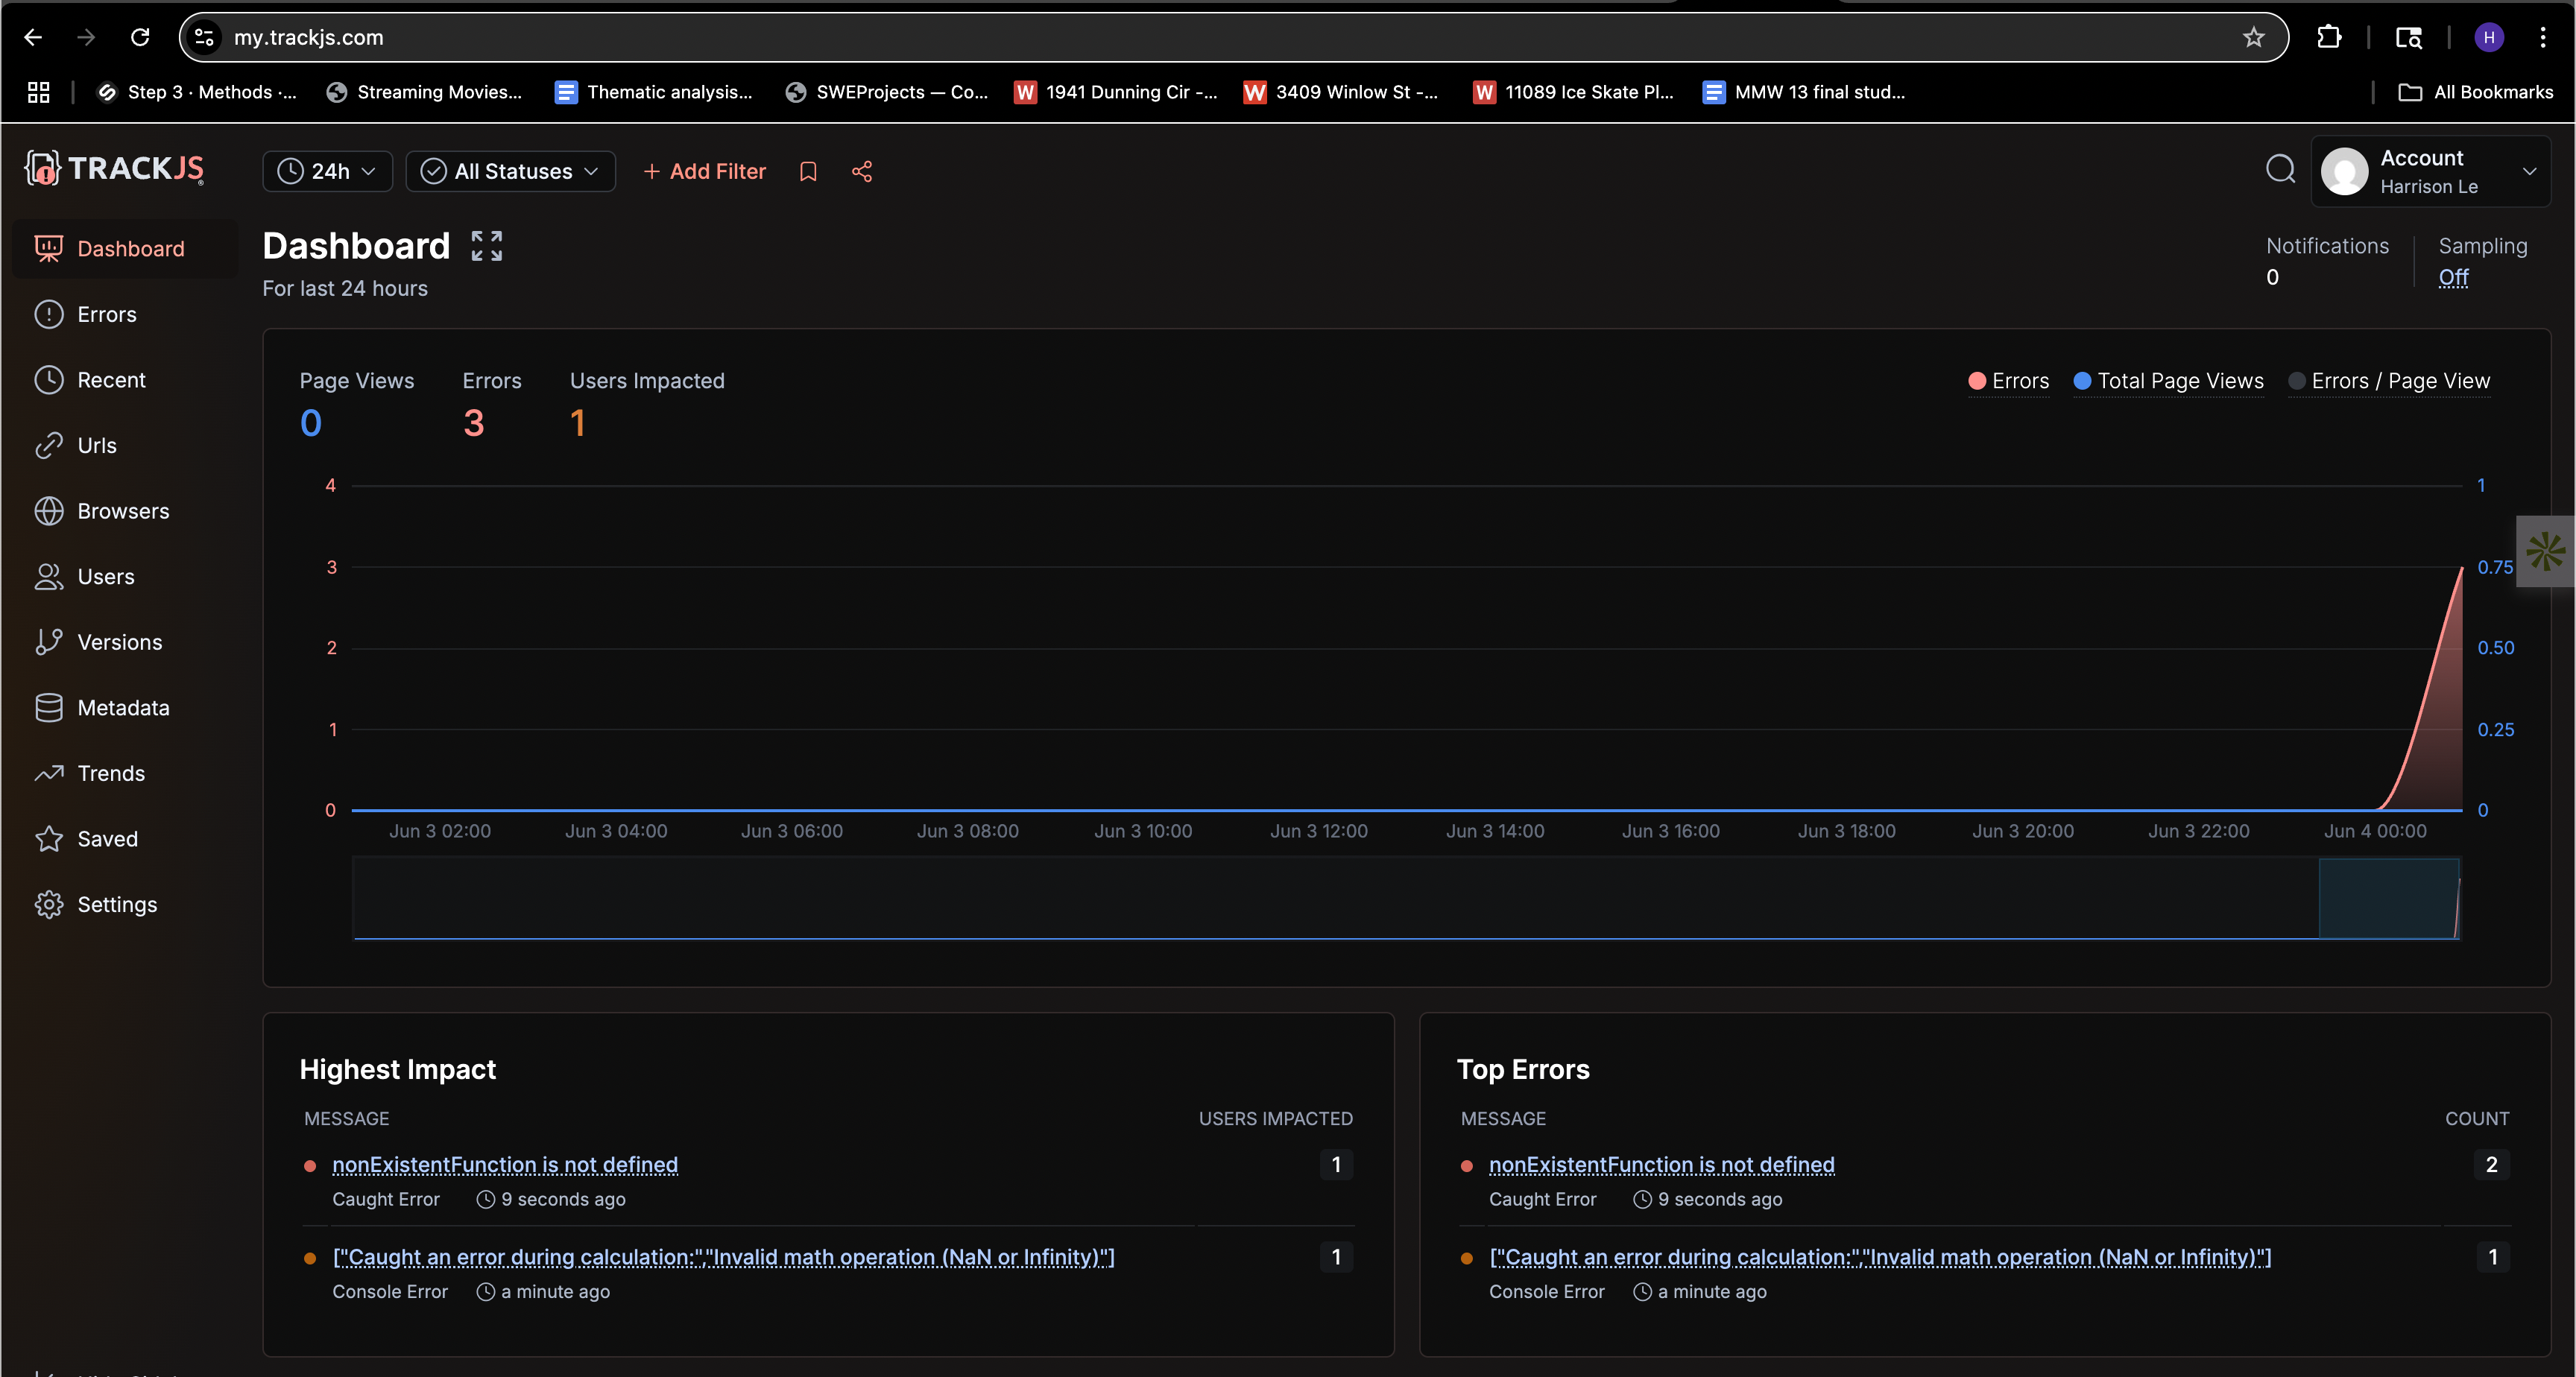 my.trackjs.com
H
Step 3 · Methods ·...
Streaming Movies...
Thematic analysis...
SWEProjects — Co...
W 1941 Dunning Cir -...
W 3409 Winlow St -...
W 11089 Ice Skate Pl...
MMW 13 final stud...
All Bookmarks
TRACKJS
24h
All Statuses
+ Add Filter
Account
Harrison Le
Dashboard
Errors
Recent
Urls
Browsers
Users
Versions
Metadata
Trends
Saved
Settings
Dashboard
For last 24 hours
Notifications
0
Sampling
Off
Page Views
0
Errors
3
Users Impacted
1
Errors
Total Page Views
Errors / Page View
4
3
2
1
0
1
0.75
0.50
0.25
0
Jun 3 02:00
Jun 3 04:00
Jun 3 06:00
Jun 3 08:00
Jun 3 10:00
Jun 3 12:00
Jun 3 14:00
Jun 3 16:00
Jun 3 18:00
Jun 3 20:00
Jun 3 22:00
Jun 4 00:00
Highest Impact
MESSAGE USERS IMPACTED
nonExistentFunction is not defined 1
Caught Error 9 seconds ago
["Caught an error during calculation:","Invalid math operation (NaN or Infinity)"] 1
Console Error a minute ago
Top Errors
MESSAGE COUNT
nonExistentFunction is not defined 2
Caught Error 9 seconds ago
["Caught an error during calculation:","Invalid math operation (NaN or Infinity)"] 1
Console Error a minute ago